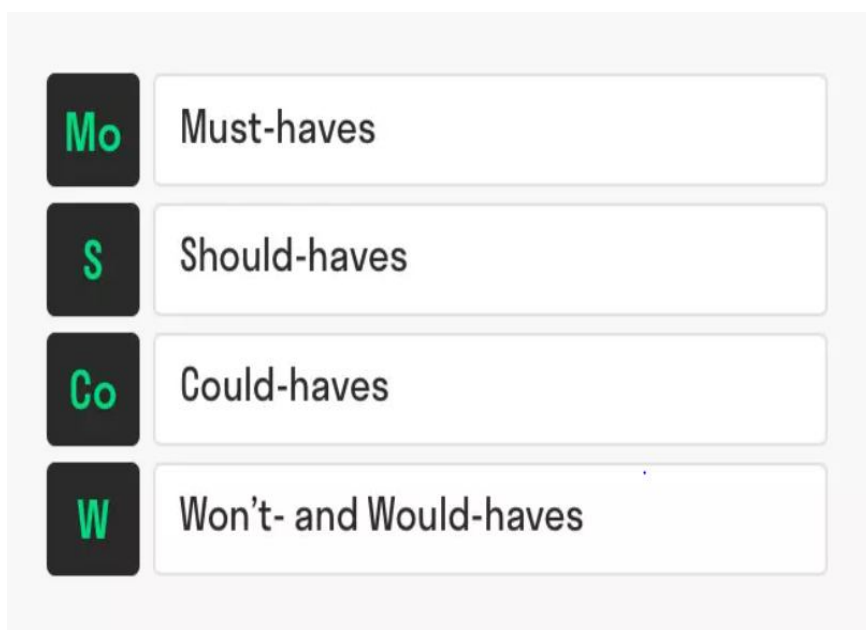 Mo Must-haves
S Should-haves
Co Could-haves
W Won’t- and Would-haves